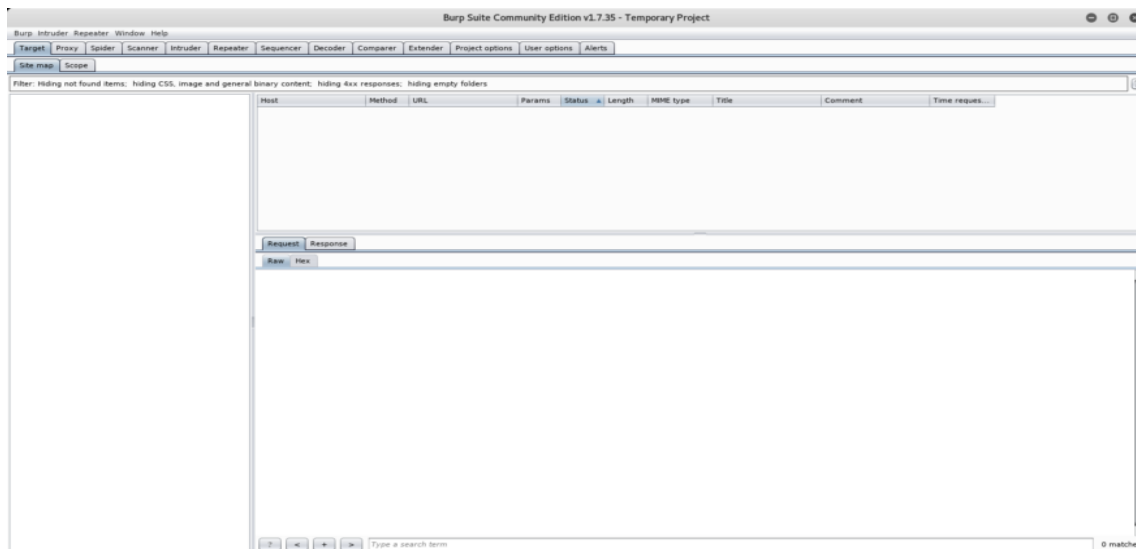 Burp Suite Community Edition v1.7.35 - Temporary Project
Burp Intruder Repeater Window Help
Target Proxy Spider Scanner Intruder Repeater Sequencer Decoder Comparer Extender Project options User options Alerts
Site map Scope
Filter: Hiding not found items; hiding CSS, image and general binary content; hiding 4xx responses; hiding empty folders
Host Method URL Params Status Length MIME type Title Comment Time reques...
Request Response
Raw Hex
? < + > Type a search term 0 matche